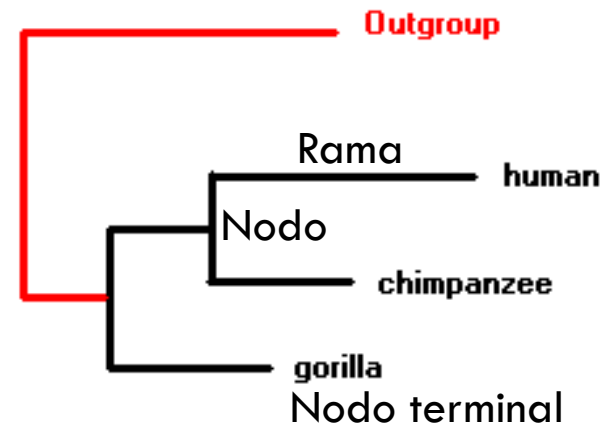 Outgroup
Rama
human
Nodo
chimpanzee
gorilla
Nodo terminal